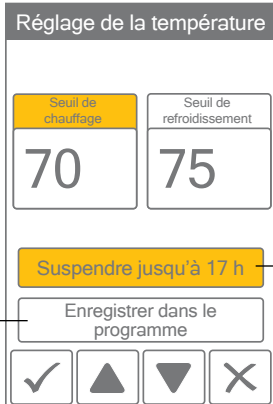 Réglage de la température
Seuil de
chauffage
Seuil de
refroidissement
70
75
Suspendre jusqu'à 17 h
Enregistrer dans le
programme